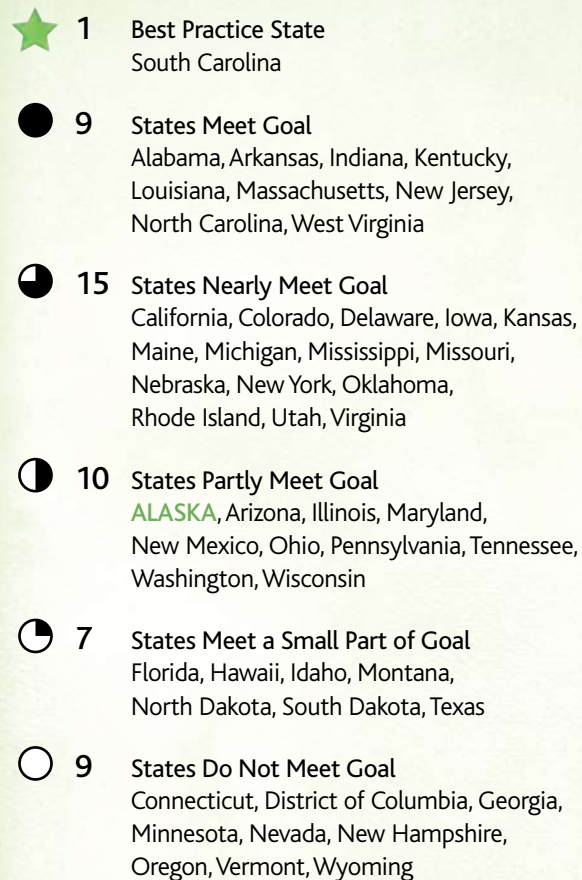 1 Best Practice State
South Carolina
9 States Meet Goal
Alabama, Arkansas, Indiana, Kentucky,
Louisiana, Massachusetts, New Jersey,
North Carolina, West Virginia
15 States Nearly Meet Goal
California, Colorado, Delaware, Iowa, Kansas,
Maine, Michigan, Mississippi, Missouri,
Nebraska, New York, Oklahoma,
Rhode Island, Utah, Virginia
10 States Partly Meet Goal
ALASKA, Arizona, Illinois, Maryland,
New Mexico, Ohio, Pennsylvania, Tennessee,
Washington, Wisconsin
7 States Meet a Small Part of Goal
Florida, Hawaii, Idaho, Montana,
North Dakota, South Dakota, Texas
9 States Do Not Meet Goal
Connecticut, District of Columbia, Georgia,
Minnesota, Nevada, New Hampshire,
Oregon, Vermont, Wyoming